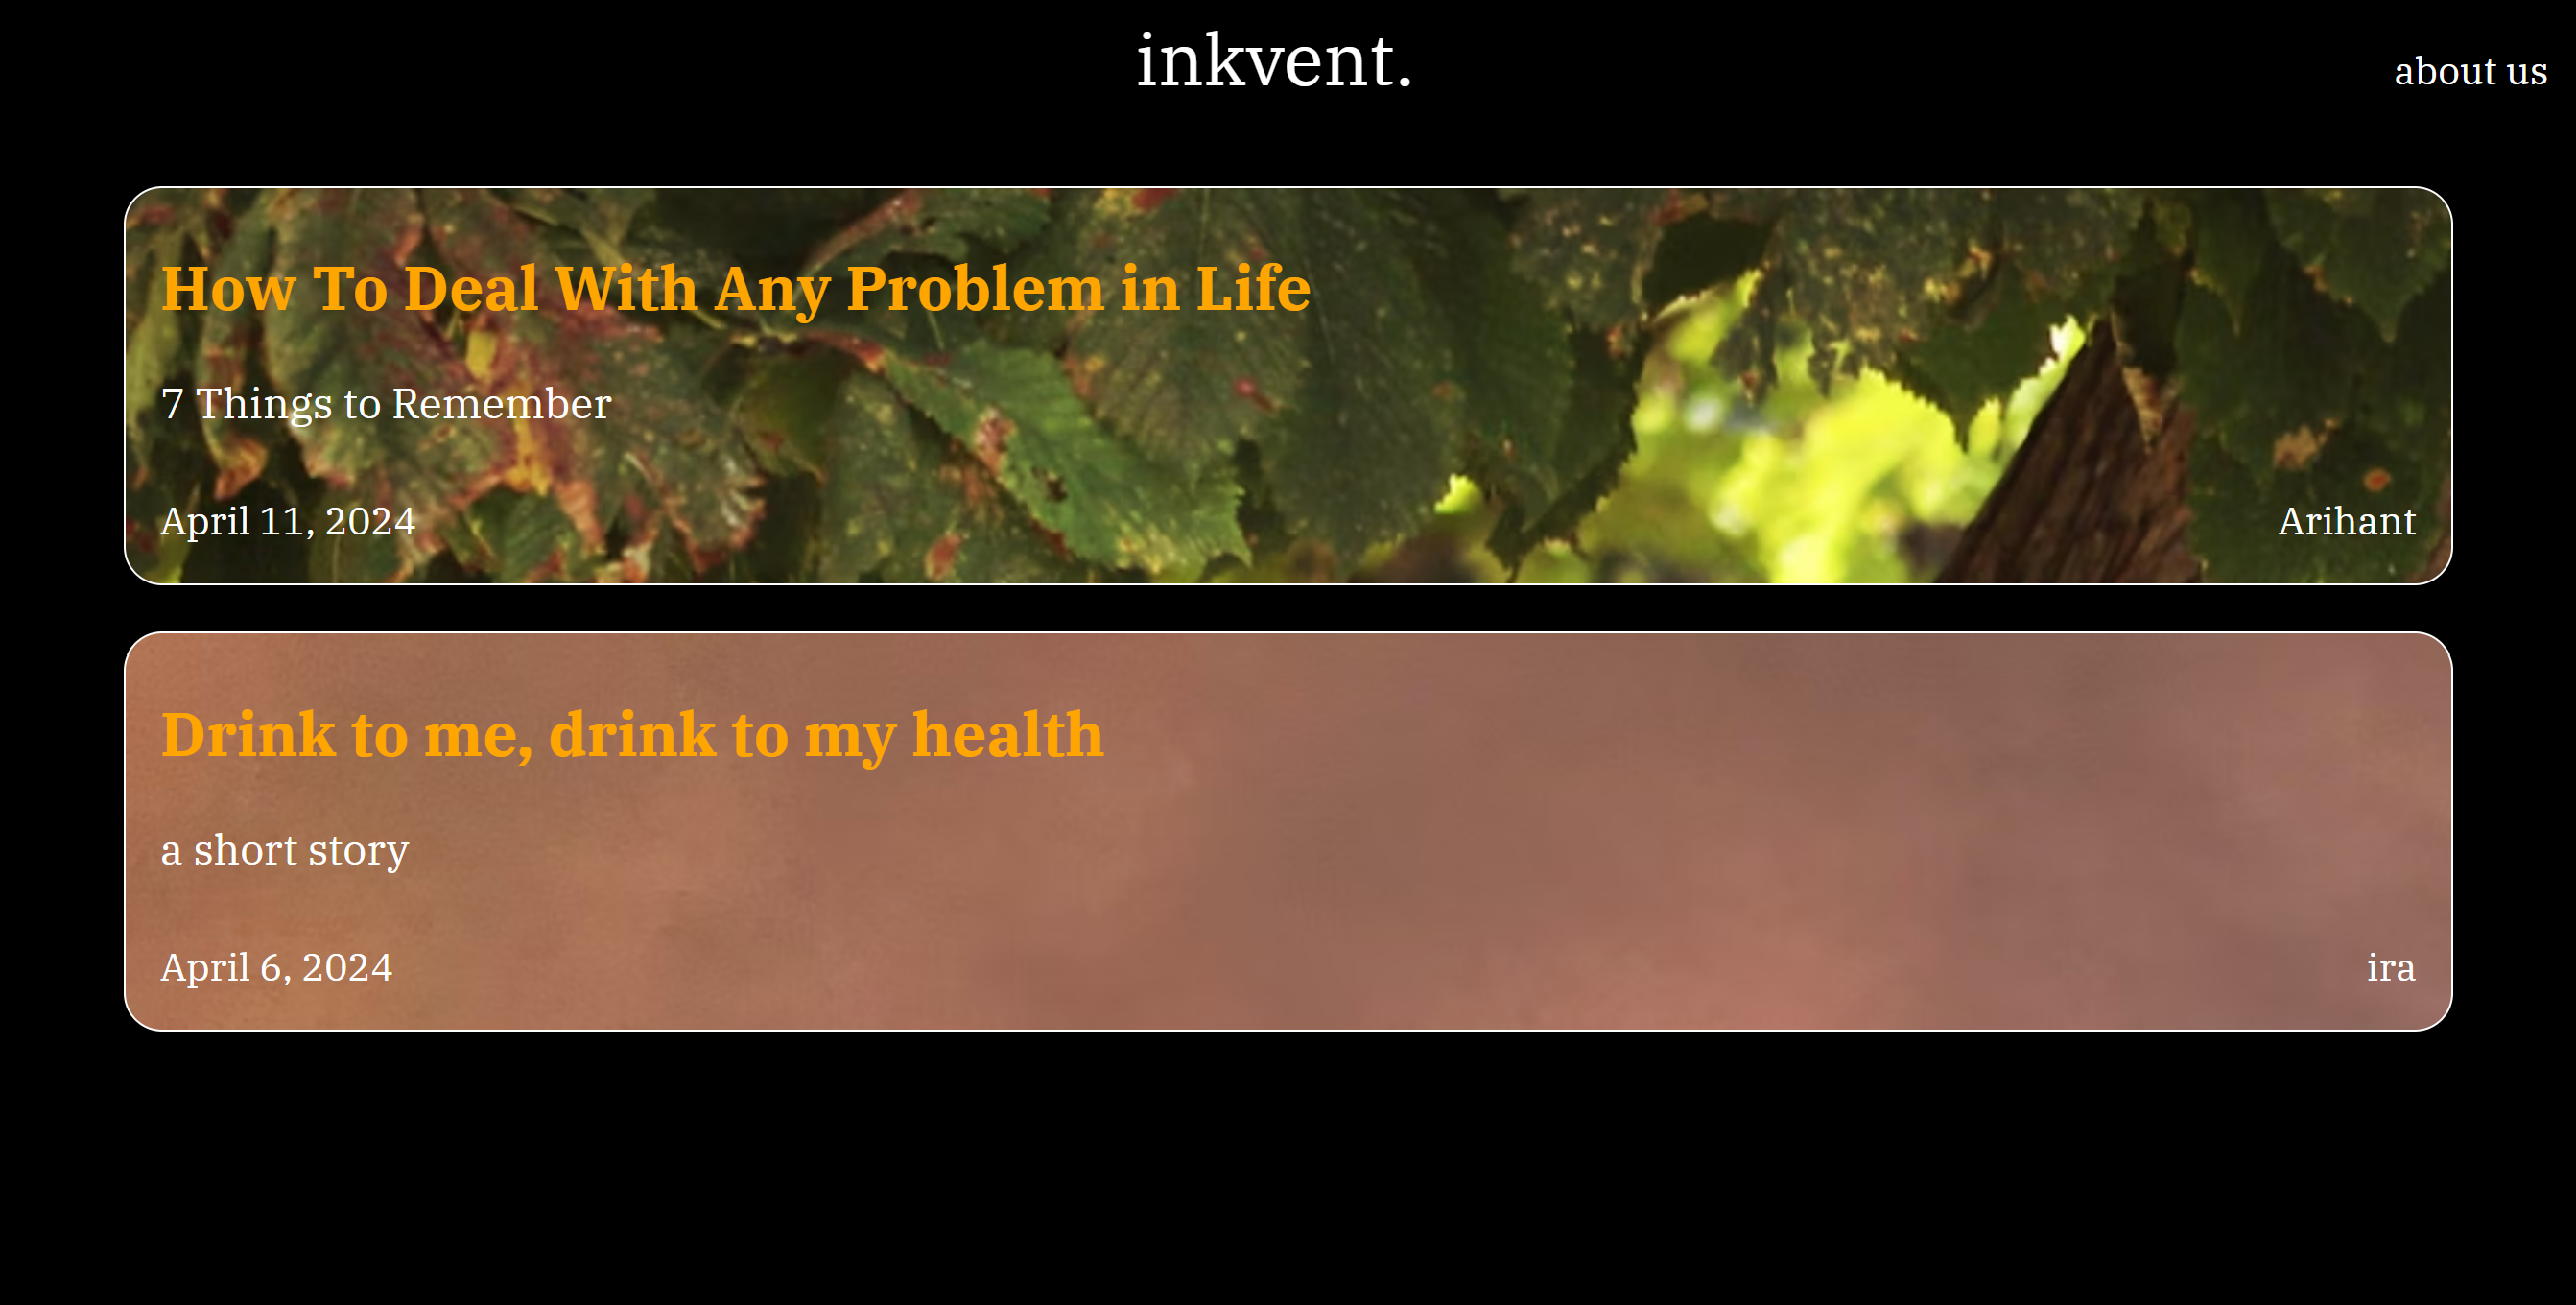 inkvent.
about us
How To Deal With Any Problem in Life
7 Things to Remember
April 11, 2024
Arihant
Drink to me, drink to my health
a short story
April 6, 2024
ira